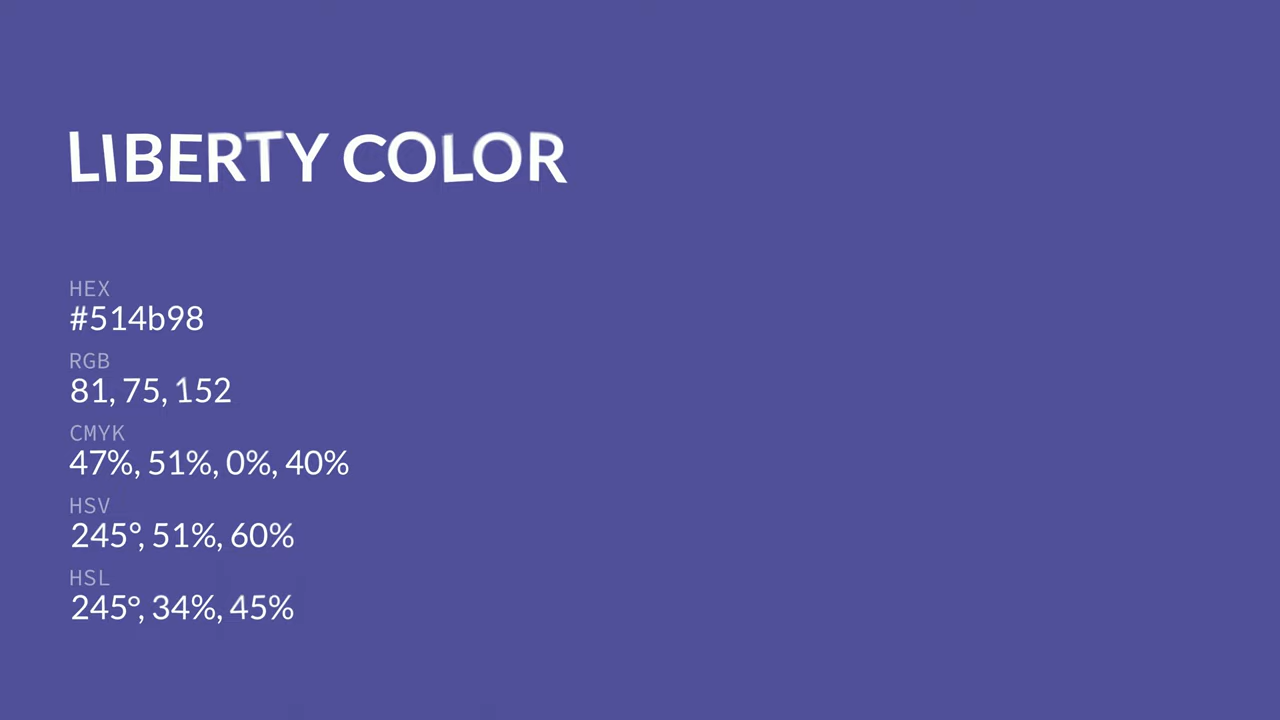 LIBERTY COLOR
HEX
#514b98
RGB
81, 75, 152
CMYK
47%, 51%, 0%, 40%
HSV
245°, 51%, 60%
HSL
245°, 34%, 45%